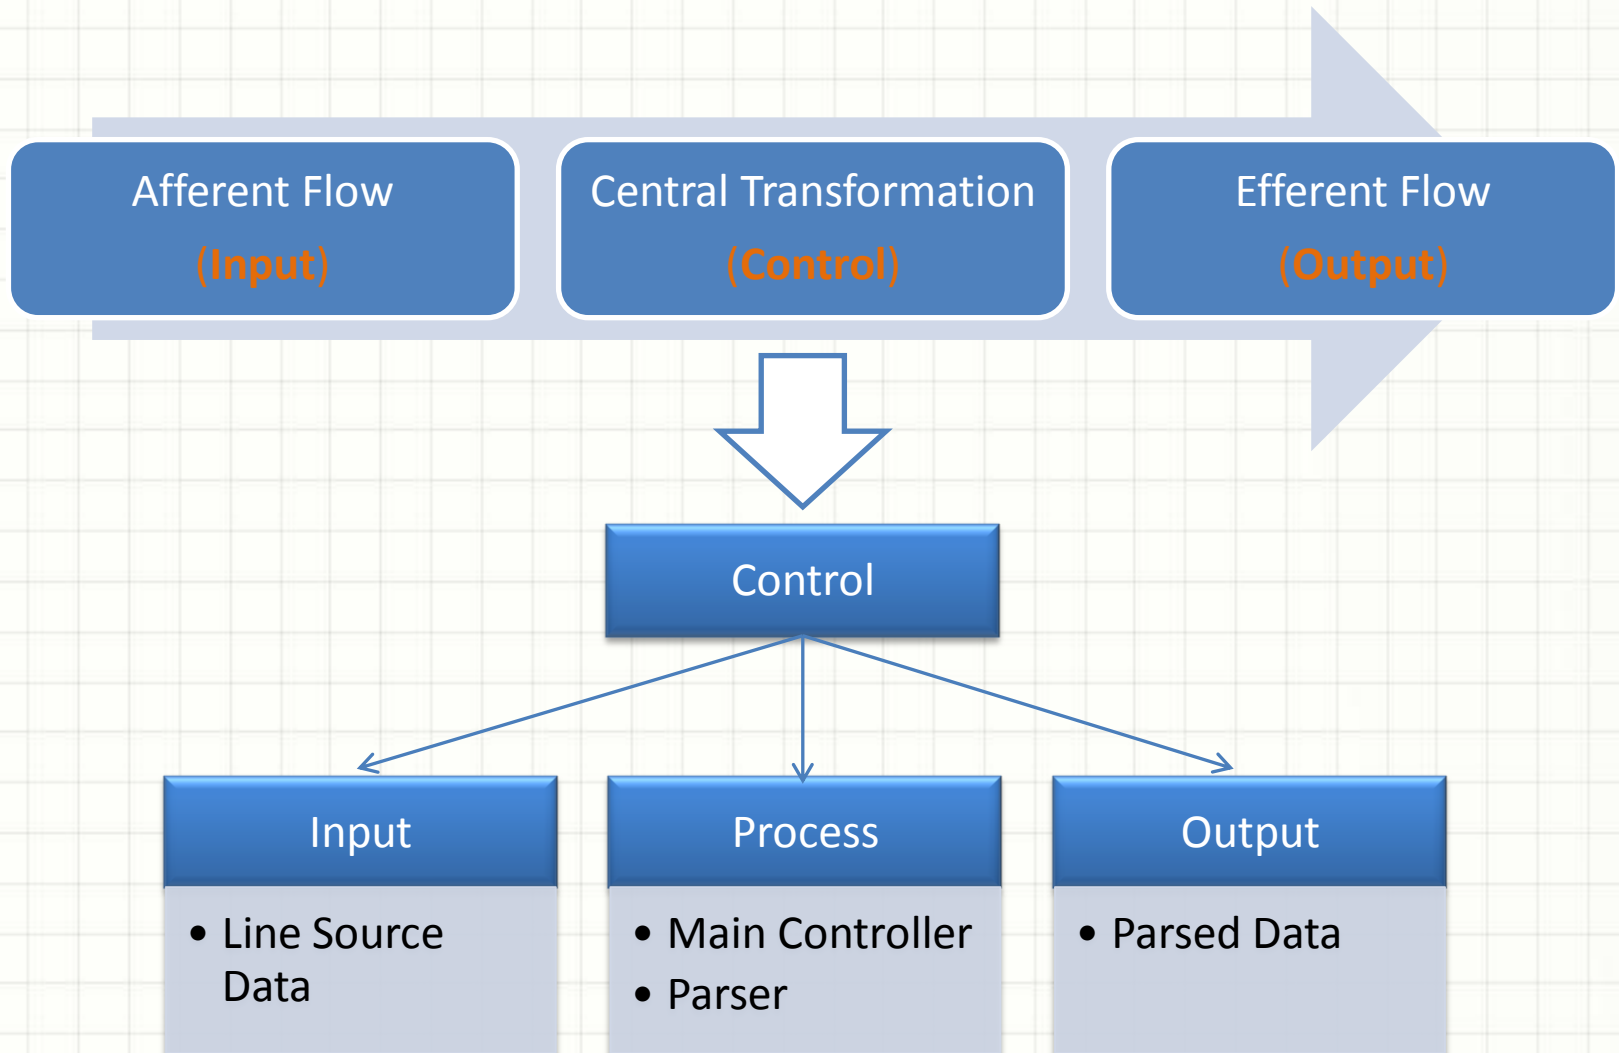 Afferent Flow
(Input)
Central Transformation
(Control)
Efferent Flow
(Output)
Control
Input
• Line Source
Data
Process
• Main Controller
• Parser
Output
• Parsed Data